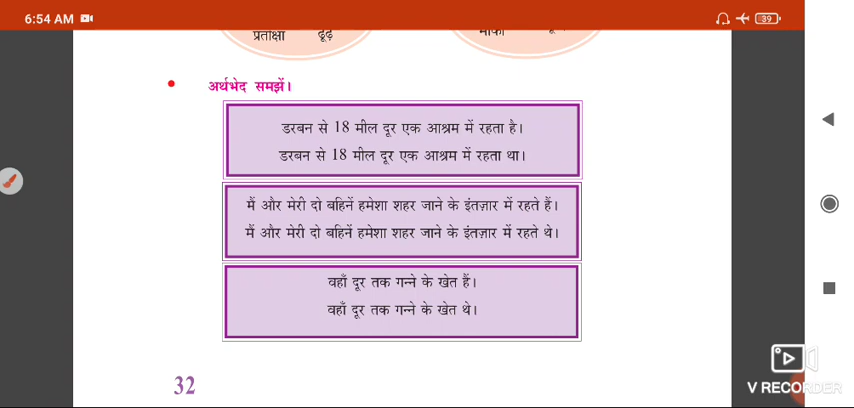 6:54 AM
39
प्रतीक्षा ढूँढ़
मौका
अर्थभेद समझें।
डरबन से 18 मील दूर एक आश्रम में रहता है।
डरबन से 18 मील दूर एक आश्रम में रहता था।
मैं और मेरी दो बहिनें हमेशा शहर जाने के इंतज़ार में रहते हैं।
मैं और मेरी दो बहिनें हमेशा शहर जाने के इंतज़ार में रहते थे।
वहाँ दूर तक गन्ने के खेत हैं।
वहाँ दूर तक गन्ने के खेत थे।
32
V RECORDER